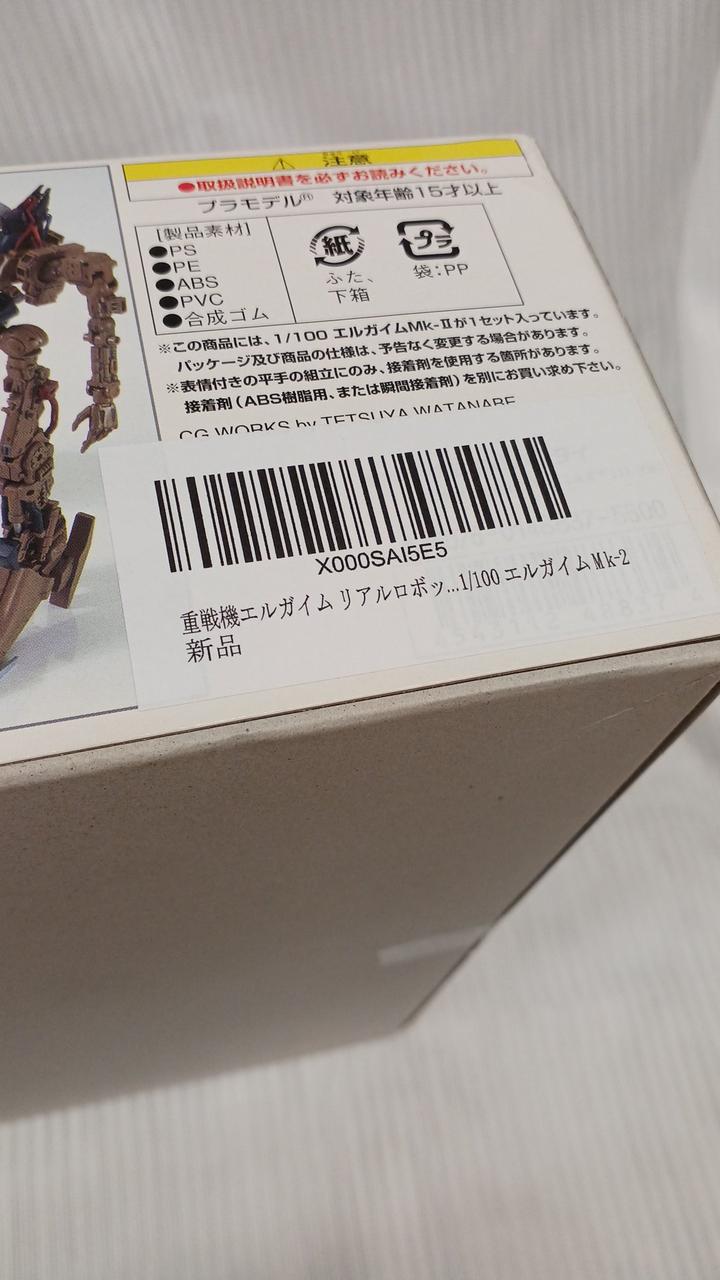 ⚠ 注意
●取扱説明書を必ずお読みください。
プラモデル® 対象年齢15才以上
[製品素材]
●PS
●PE
●ABS
●PVC
●合成ゴム
紙
ふた、
下箱
プラ
袋:PP
※この商品には、1/100 エルガイムMk-Ⅱが1セット入っています。
パッケージ及び商品の仕様は、予告なく変更する場合があります。
※表情付きの平手の組立にのみ、接着剤を使用する箇所があります。
接着剤(ABS樹脂用、または瞬間接着剤)を別にお買い求め下さい。
CG WORKS by TETSUYA WATANABE
X000SAI5E5
重戦機エルガイム リアルロボッ...1/100 エルガイムMk-2
新品